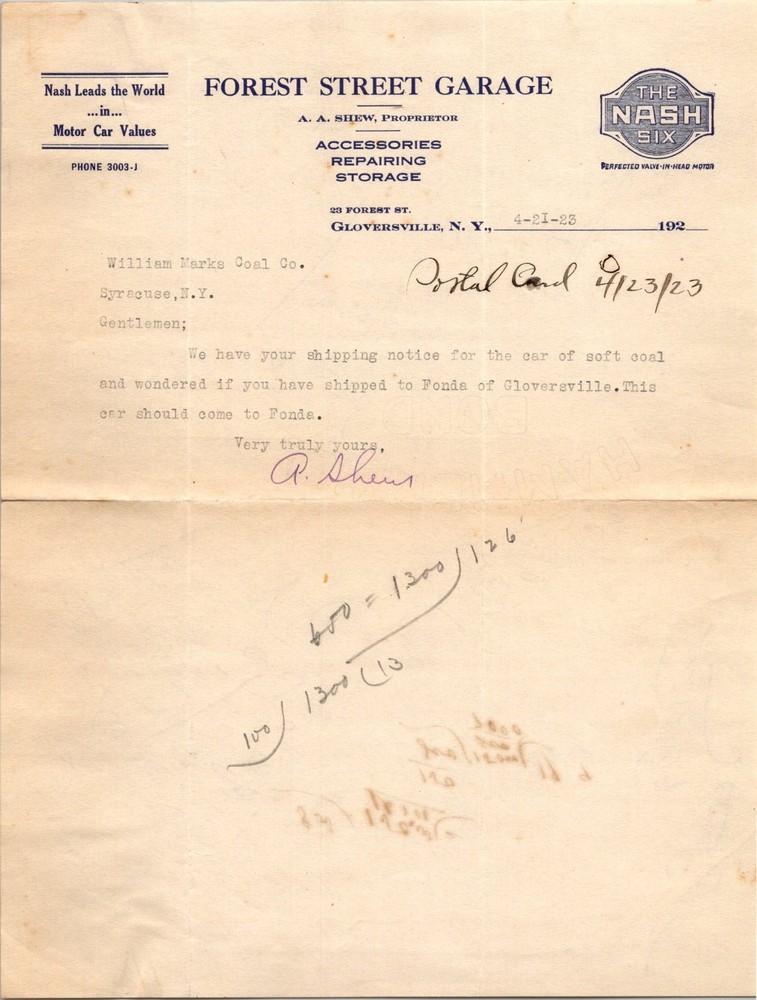 Nash Leads the World
...in...
Motor Car Values
PHONE 3003-J
FOREST STREET GARAGE
A. A. SHEW, PROPRIETOR
ACCESSORIES
REPAIRING
STORAGE
THE
NASH
SIX
PERFECTED VALVE-IN-HEAD MOTOR
23 FOREST ST.
GLOVERSVILLE, N. Y., 4-21-23 192
William Marks Coal Co.
Postal Card 4/23/23
Syracuse,N.Y.
Gentlemen;
We have your shipping notice for the car of soft coal
and wondered if you have shipped to Fonda of Gloversville.This
car should come to Fonda.
Very truly yours,
A. Shew
= 1300/126
100/1300(13